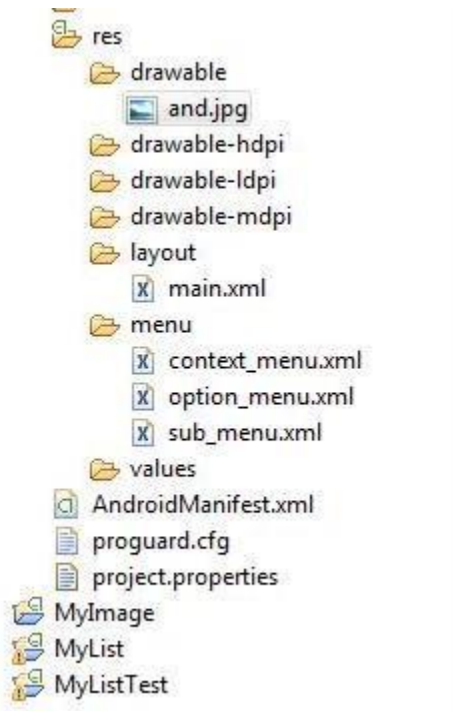 res
drawable
and.jpg
drawable-hdpi
drawable-ldpi
drawable-mdpi
layout
main.xml
menu
context_menu.xml
option_menu.xml
sub_menu.xml
values
AndroidManifest.xml
proguard.cfg
project.properties
MyImage
MyList
MyListTest